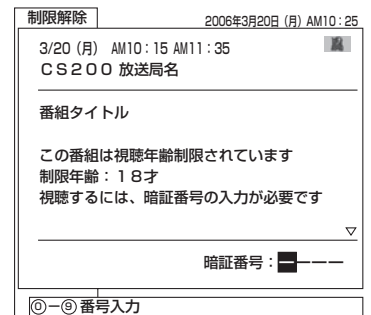 制限解除
2006年3月20日 (月) AM10：25
3/20 (月) AM10：15 AM11：35
ＣＳ２００ 放送局名
番組タイトル
この番組は視聴年齢制限されています
制限年齢：１８才
視聴するには、暗証番号の入力が必要です
▽
暗証番号：ー---
⓪ー⑨ 番号入力